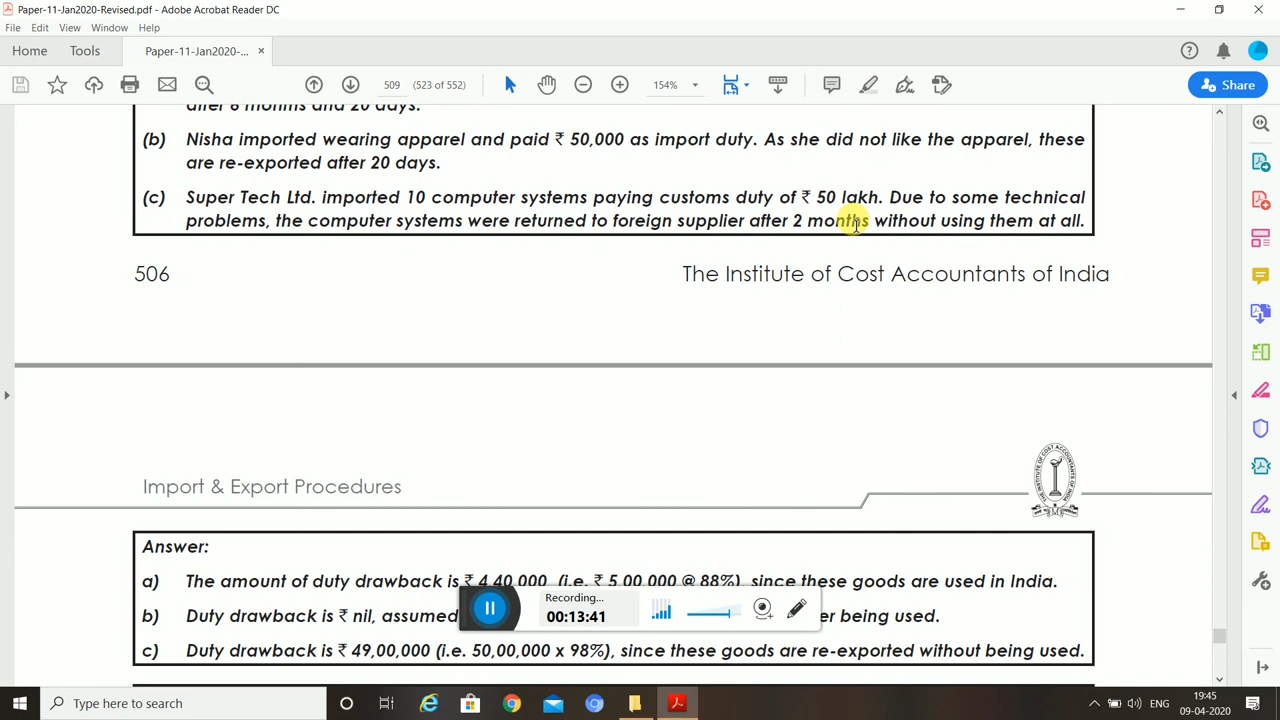 Paper-11-Jan2020-Revised.pdf - Adobe Acrobat Reader DC
File Edit View Window Help
Home Tools Paper-11-Jan2020-... ×
509 (523 of 552) 154% Share
after 6 months and 20 days.
(b) Nisha imported wearing apparel and paid ₹ 50,000 as import duty. As she did not like the apparel, these
are re-exported after 20 days.
(c) Super Tech Ltd. imported 10 computer systems paying customs duty of ₹ 50 lakh. Due to some technical
problems, the computer systems were returned to foreign supplier after 2 months without using them at all.
506 The Institute of Cost Accountants of India
Import & Export Procedures
Answer:
a) The amount of duty drawback is ₹ 4,40,000 (i.e. ₹ 5,00,000 @ 88%), since these goods are used in India.
b) Duty drawback is ₹ nil, assumed er being used.
c) Duty drawback is ₹ 49,00,000 (i.e. 50,00,000 x 98%), since these goods are re-exported without being used.
Recording...
00:13:41
Type here to search
ENG
19:45
09-04-2020